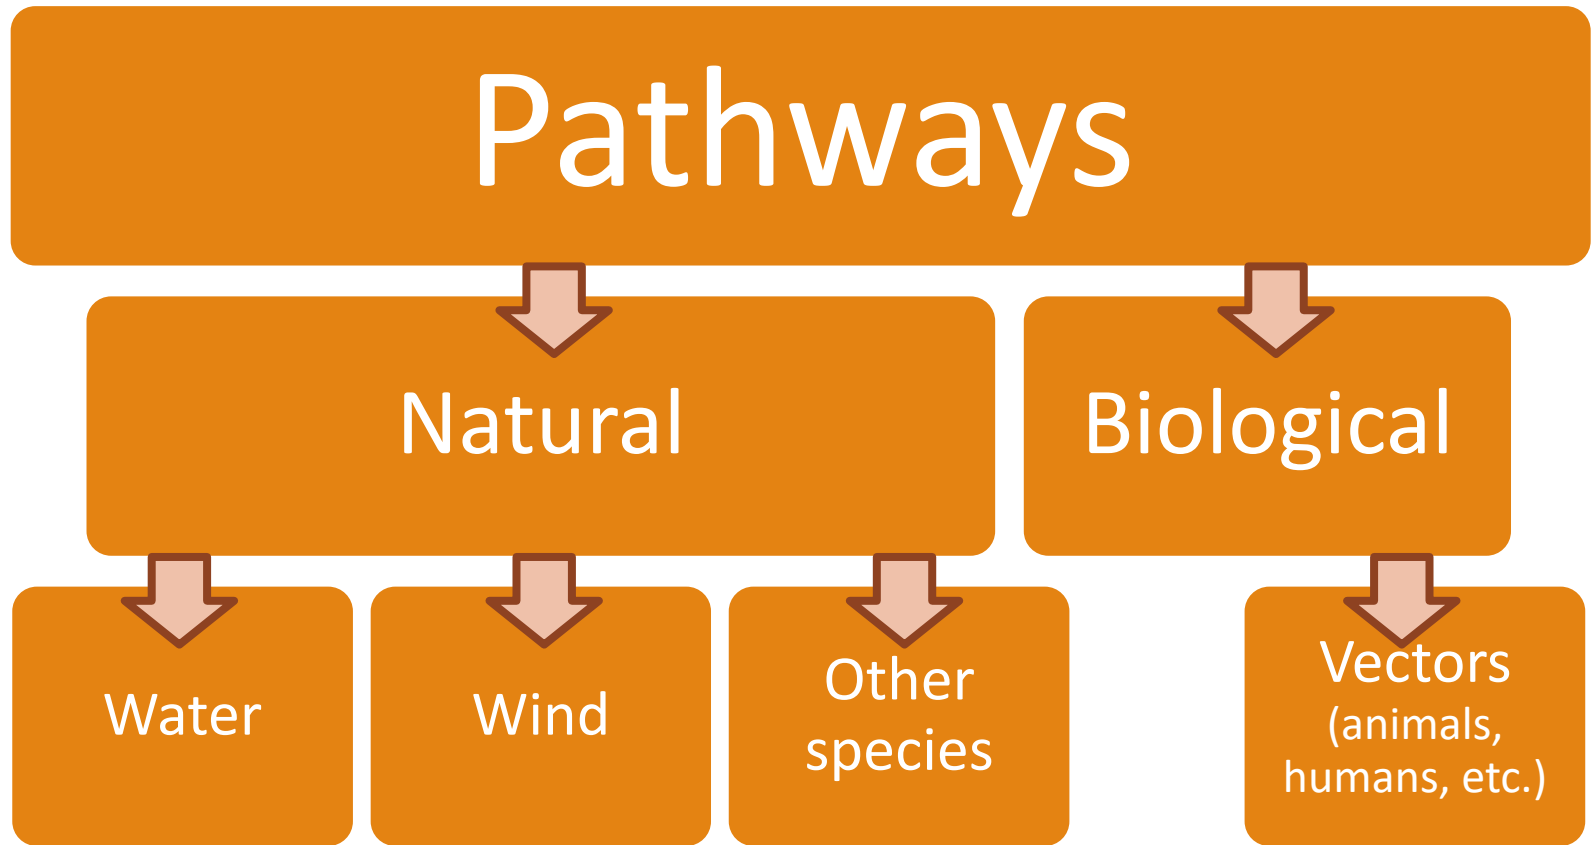 Pathways
Natural
Biological
Water
Wind
Other
species
Vectors
(animals,
humans, etc.)